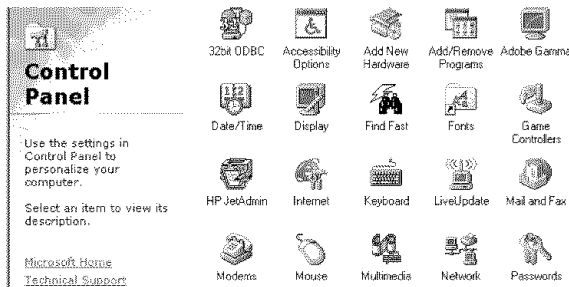 Control
Panel
Use the settings in
Control Panel to
personalize your
computer.
Select an item to view its
description.
Microsoft Home
Technical Support
32bit ODBC
Accessibility
Options
Add New
Hardware
Add/Remove
Programs
Adobe Gamma
Date/Time
Display
Find Fast
Fonts
Game
Controllers
HP JetAdmin
Internet
Keyboard
LiveUpdate
Mail and Fax
Modems
Mouse
Multimedia
Network
Passwords